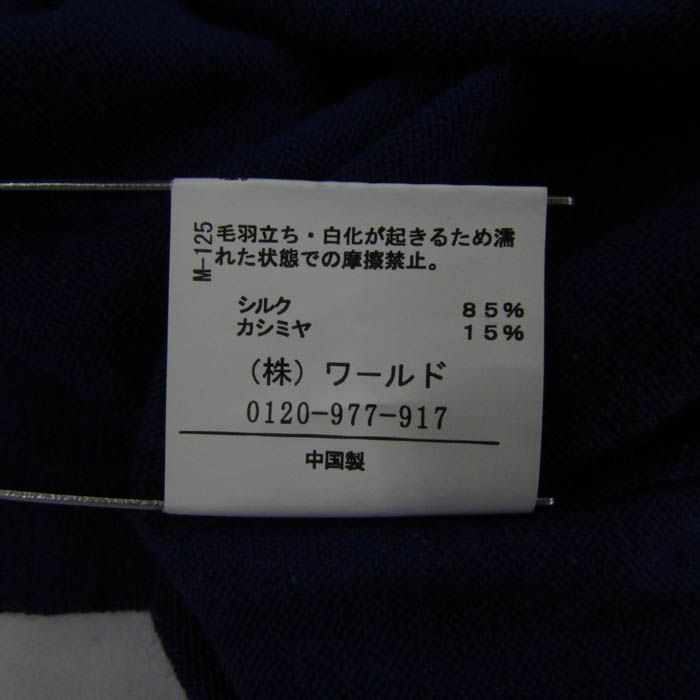 M-125
毛羽立ち・白化が起きるため濡
れた状態での摩擦禁止。
シルク 85%
カシミヤ 15%
(株)ワールド
0120-977-917
中国製